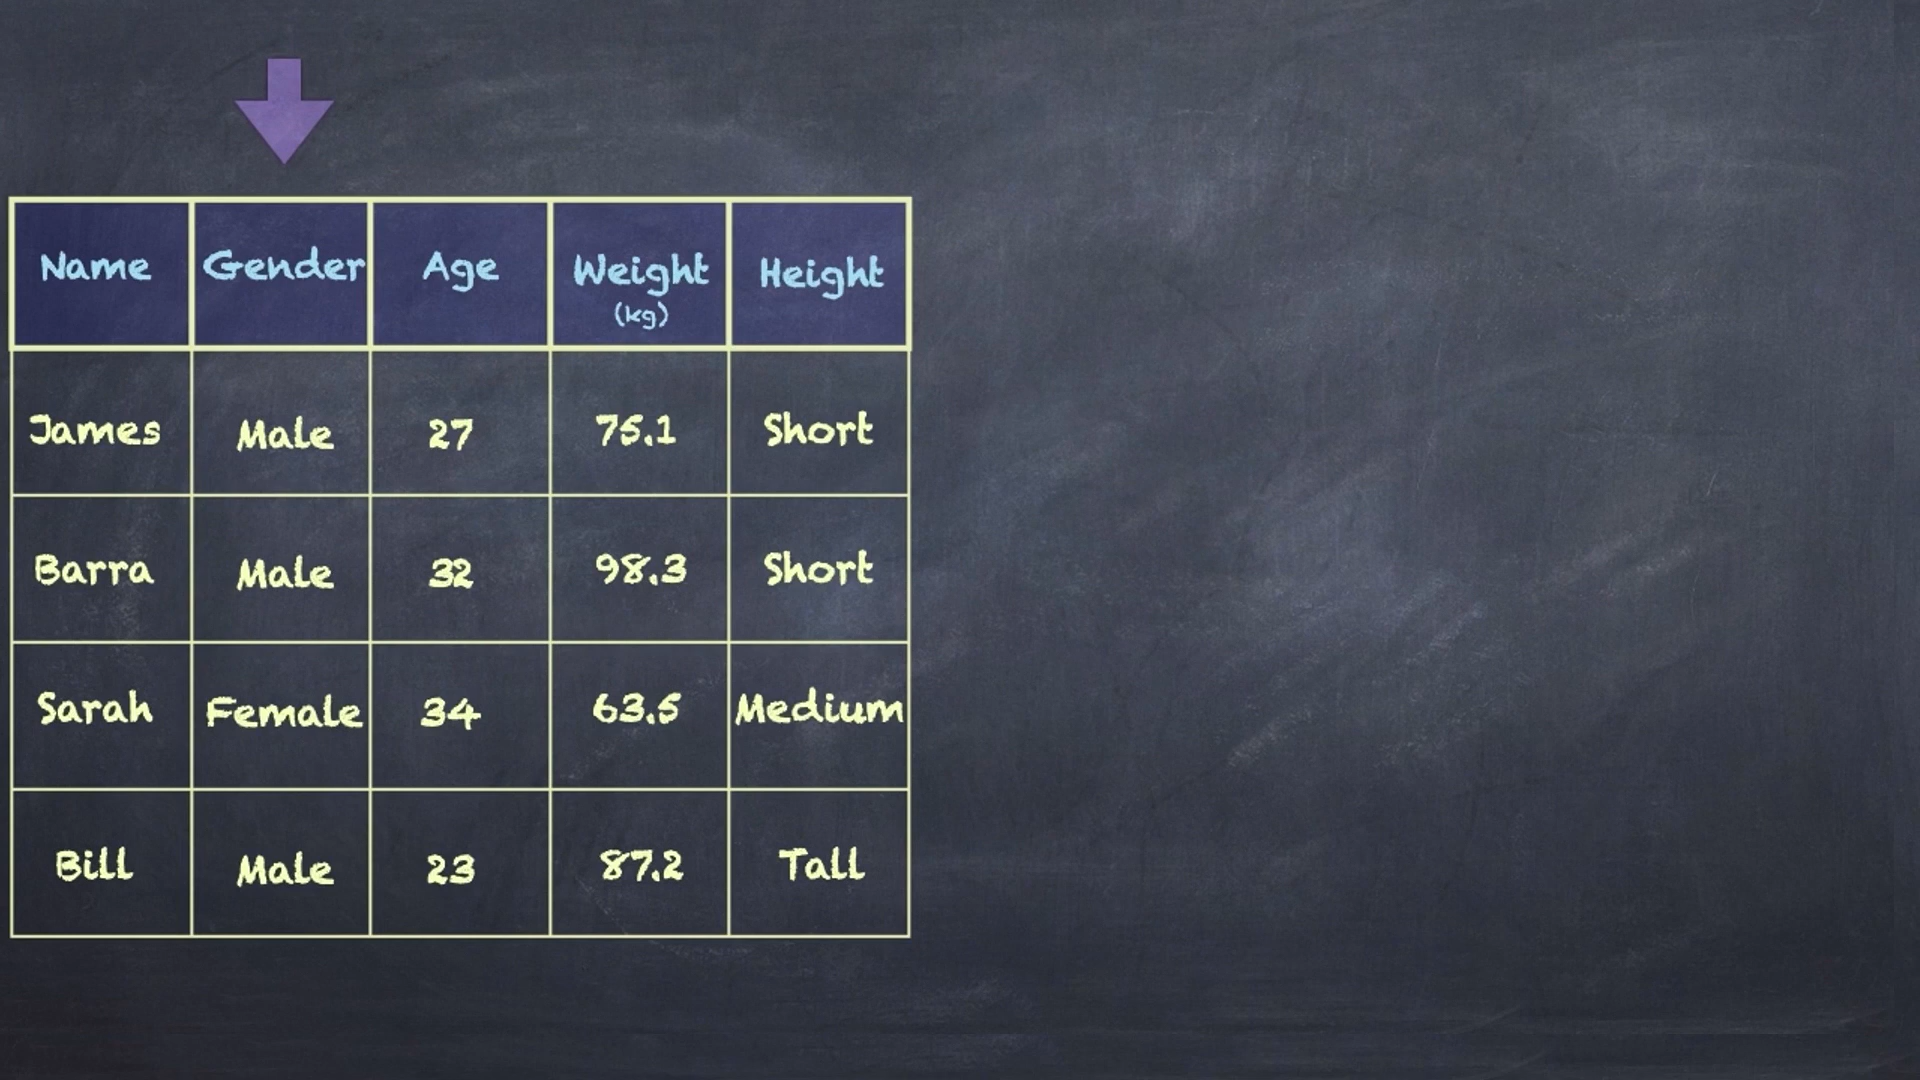 Name Gender Age Weight Height
(kg)
James Male 27 75.1 Short
Barra Male 32 98.3 Short
Sarah Female 34 63.5 Medium
Bill Male 23 87.2 Tall